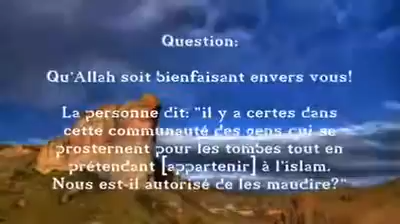 Question:
Qu'Allah soit bienfaisant envers vous!
La personne dit: "il y a certes dans
cette communauté des gens qui se
prosternent pour les tombes tout en
prétendant [appartenir] à l'islam.
Nous est-il autorisé de les maudire?"